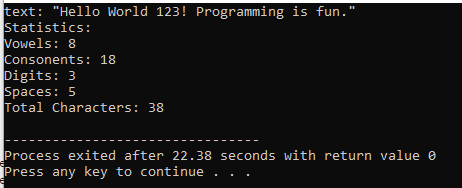 text: "Hello World 123! Programming is fun."
Statistics:
Vowels: 8
Consonents: 18
Digits: 3
Spaces: 5
Total Characters: 38

--------------------------------
Process exited after 22.38 seconds with return value 0
Press any key to continue . . .